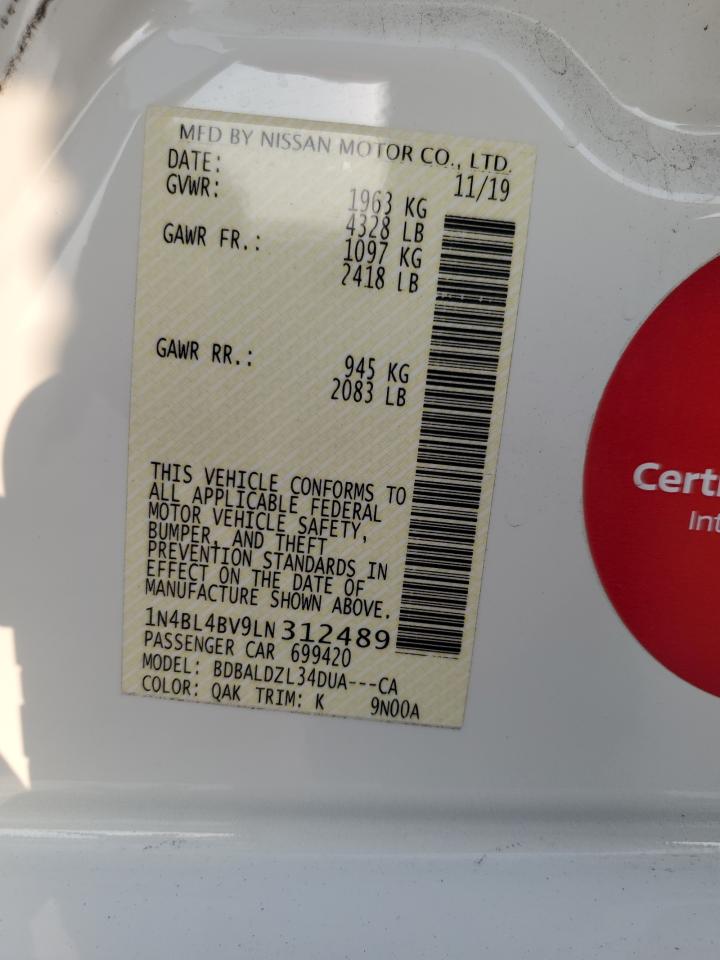 MFD BY NISSAN MOTOR CO., LTD.
DATE: 11/19
GVWR: 1963 KG
4328 LB
GAWR FR.: 1097 KG
2418 LB
GAWR RR.: 945 KG
2083 LB
THIS VEHICLE CONFORMS TO
ALL APPLICABLE FEDERAL
MOTOR VEHICLE SAFETY,
BUMPER, AND THEFT
PREVENTION STANDARDS IN
EFFECT ON THE DATE OF
MANUFACTURE SHOWN ABOVE.
1N4BL4BV9LN312489
PASSENGER CAR 699420
MODEL: BDBALDZL34DUA---CA
COLOR: QAK TRIM: K 9N00A